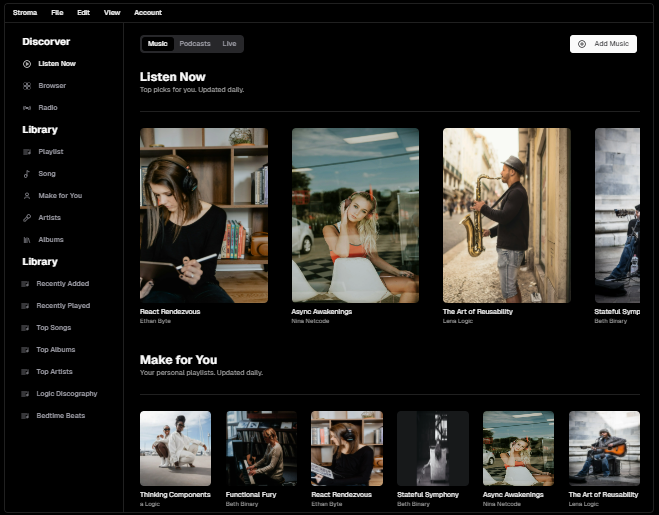 Stroma File Edit View Account
Discorver
Listen Now
Browser
Radio
Library
Playlist
Song
Make for You
Artists
Albums
Library
Recently Added
Recently Played
Top Songs
Top Albums
Top Artists
Logic Discography
Bedtime Beats
Music Podcasts Live
Add Music
Listen Now
Top picks for you. Updated daily.
React Rendezvous
Ethan Byte
Async Awakenings
Nina Netcode
The Art of Reusability
Lena Logic
Stateful Symp
Beth Binary
Make for You
Your personal playlists. Updated daily.
Thinking Components
a Logic
Functional Fury
Beth Binary
React Rendezvous
Ethan Byte
Stateful Symphony
Beth Binary
Async Awakenings
Nina Netcode
The Art of Reusability
Lena Logic